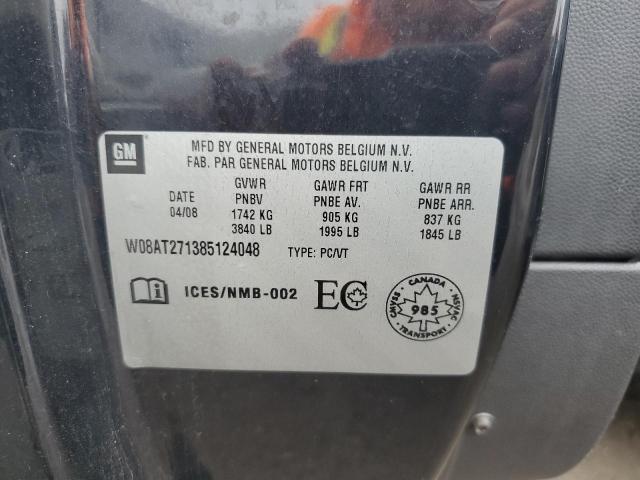 GM
MFD BY GENERAL MOTORS BELGIUM N.V.
FAB. PAR GENERAL MOTORS BELGIUM N.V.
GVWR GAWR FRT GAWR RR
DATE PNBV PNBE AV. PNBE ARR.
04/08 1742 KG 905 KG 837 KG
3840 LB 1995 LB 1845 LB
W08AT271385124048 TYPE: PC/VT
i ICES/NMB-002 EC
CANADA
CMVSS NSVAC
985
TRANSPORT